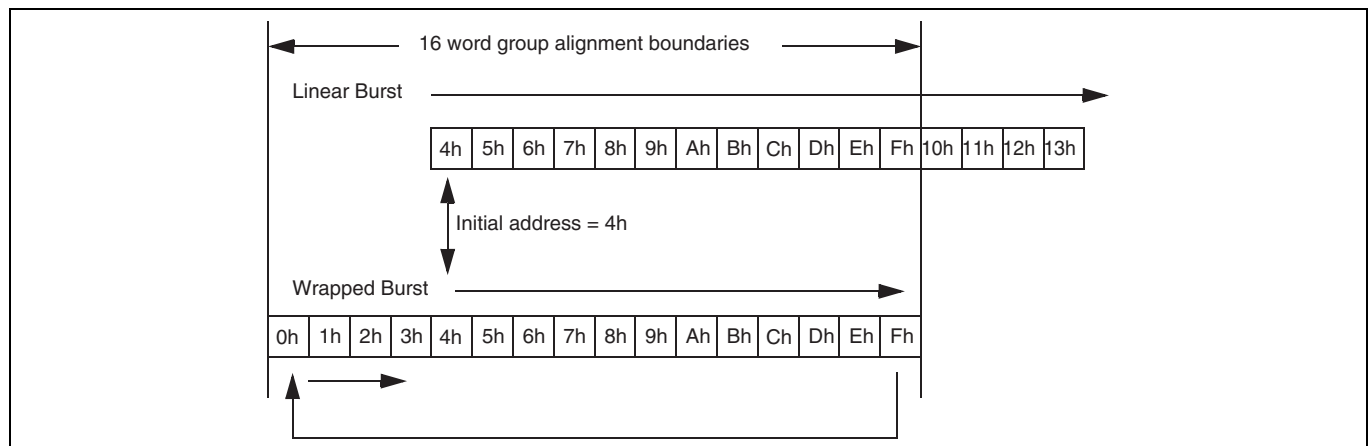 16 word group alignment boundaries
Linear Burst
4h 5h 6h 7h 8h 9h Ah Bh Ch Dh Eh Fh 10h 11h 12h 13h
Initial address = 4h
Wrapped Burst
0h 1h 2h 3h 4h 5h 6h 7h 8h 9h Ah Bh Ch Dh Eh Fh